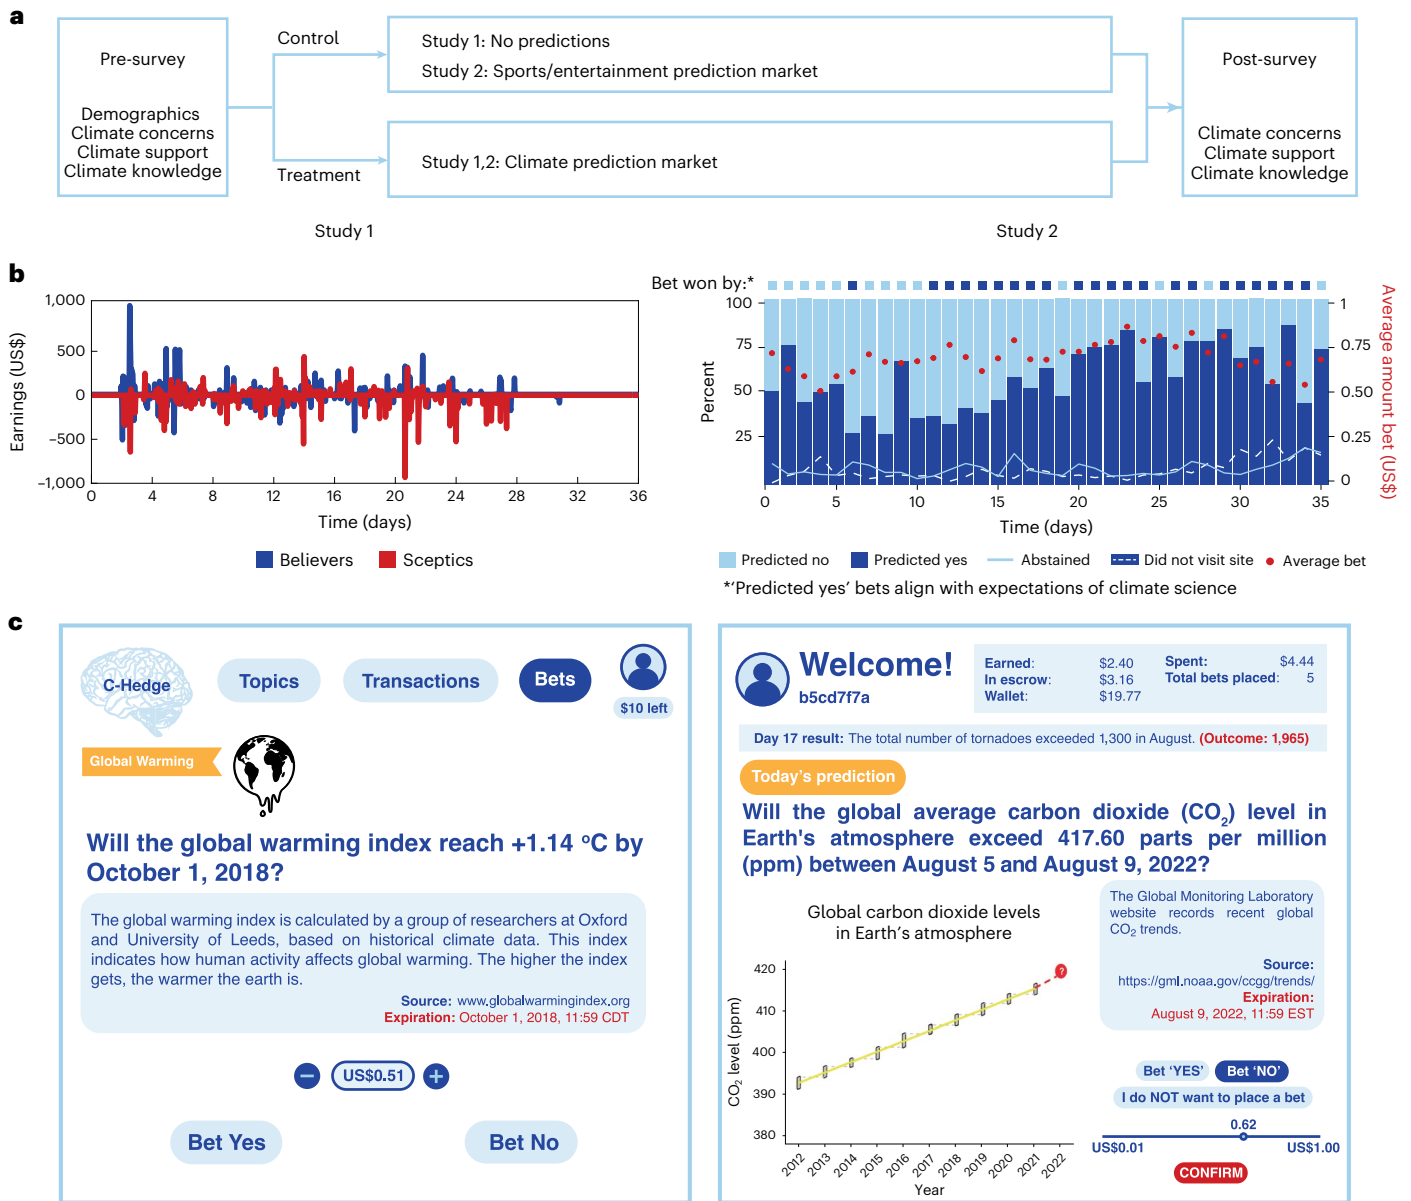 a
Pre-survey
Demographics
Climate concerns
Climate support
Climate knowledge
Control
Treatment
Study 1: No predictions
Study 2: Sports/entertainment prediction market
Study 1,2: Climate prediction market
Post-survey
Climate concerns
Climate support
Climate knowledge
Study 1
Study 2
b
Earnings (US$)
1,000
500
0
–500
–1,000
0 4 8 12 16 20 24 28 32 36
Time (days)
Believers Sceptics
Bet won by:*
Percent
100
75
50
25
1
0.75
0.50
0.25
0
Average amount bet (US$)
0 5 10 15 20 25 30 35
Time (days)
Predicted no Predicted yes Abstained Did not visit site Average bet
*‘Predicted yes’ bets align with expectations of climate science
c
C-Hedge
Topics
Transactions
Bets
$10 left
Global Warming
Will the global warming index reach +1.14 °C by
October 1, 2018?
The global warming index is calculated by a group of researchers at Oxford
and University of Leeds, based on historical climate data. This index
indicates how human activity affects global warming. The higher the index
gets, the warmer the earth is.
Source: www.globalwarmingindex.org
Expiration: October 1, 2018, 11:59 CDT
− US$0.51 +
Bet Yes
Bet No
Welcome!
b5cd7f7a
Earned: $2.40
In escrow: $3.16
Wallet: $19.77
Spent: $4.44
Total bets placed: 5
Day 17 result: The total number of tornadoes exceeded 1,300 in August. (Outcome: 1,965)
Today’s prediction
Will the global average carbon dioxide (CO₂) level in
Earth's atmosphere exceed 417.60 parts per million
(ppm) between August 5 and August 9, 2022?
Global carbon dioxide levels
in Earth’s atmosphere
CO₂ level (ppm)
420
410
400
390
380
?
2012 2013 2014 2015 2016 2017 2018 2019 2020 2021 2022
Year
The Global Monitoring Laboratory
website records recent global
CO₂ trends.
Source:
https://gml.noaa.gov/ccgg/trends/
Expiration:
August 9, 2022, 11:59 EST
Bet ‘YES’ Bet ‘NO’
I do NOT want to place a bet
0.62
US$0.01 US$1.00
CONFIRM